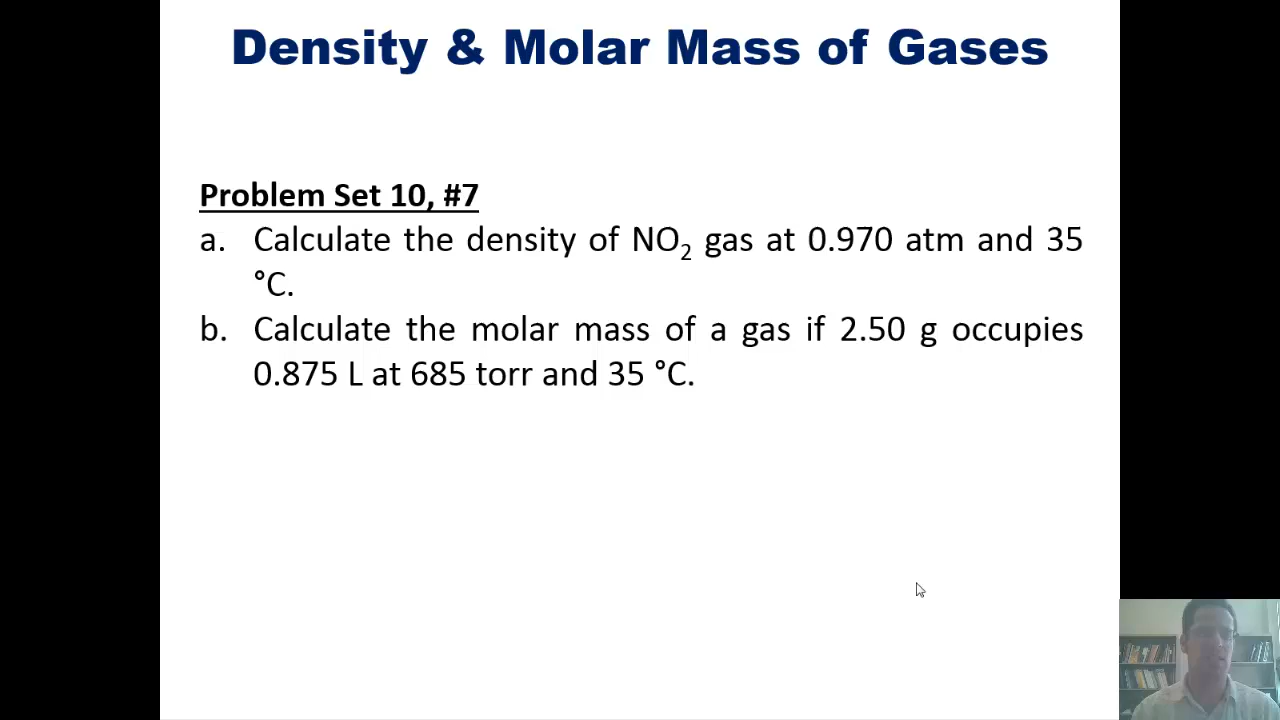 Density & Molar Mass of Gases
Problem Set 10, #7
a. Calculate the density of NO₂ gas at 0.970 atm and 35
°C.
b. Calculate the molar mass of a gas if 2.50 g occupies
0.875 L at 685 torr and 35 °C.